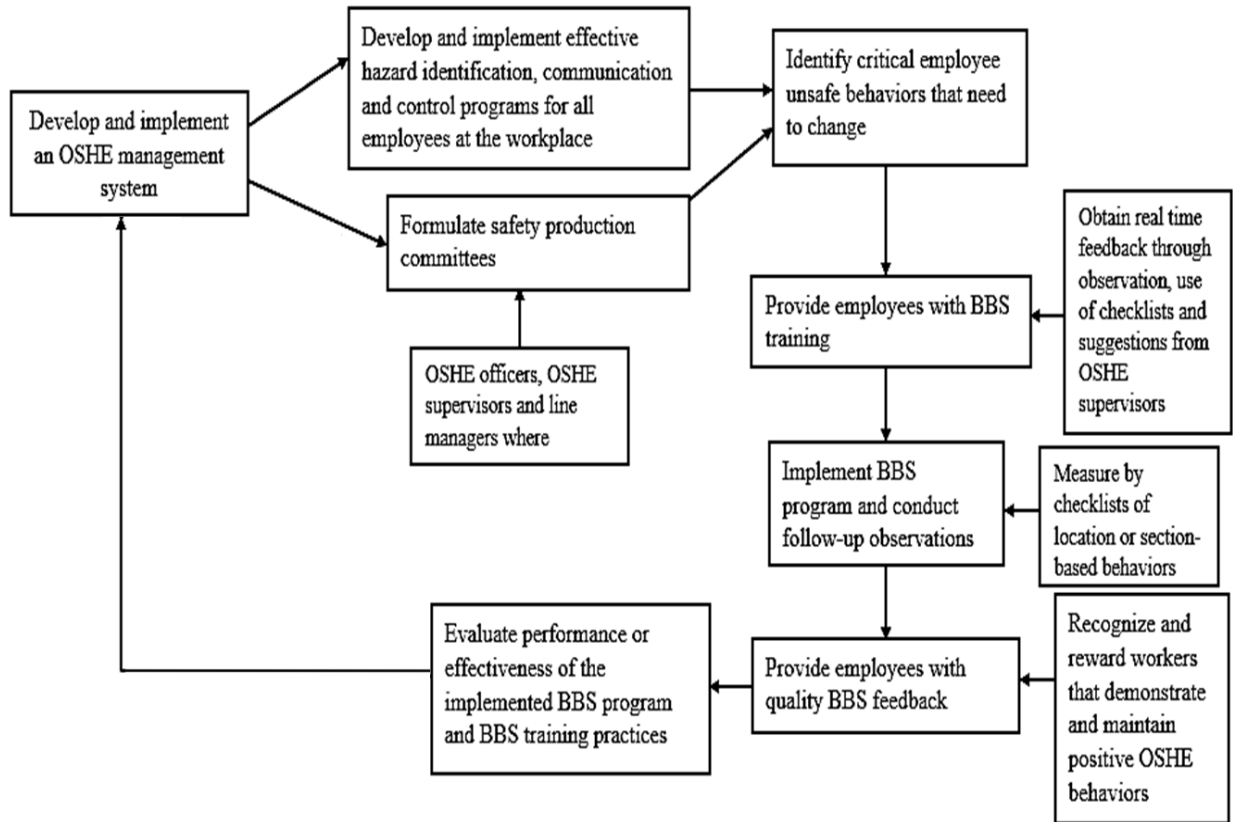 Develop and implement
an OSHE management
system
Develop and implement effective
hazard identification, communication
and control programs for all
employees at the workplace
Formulate safety production
committees
OSHE officers, OSHE
supervisors and line
managers where
Identify critical employee
unsafe behaviors that need
to change
Provide employees with BBS
training
Obtain real time
feedback through
observation, use
of checklists and
suggestions from
OSHE
supervisors
Implement BBS
program and conduct
follow-up observations
Measure by
checklists of
location or section-
based behaviors
Provide employees with
quality BBS feedback
Recognize and
reward workers
that demonstrate
and maintain
positive OSHE
behaviors
Evaluate performance or
effectiveness of the
implemented BBS program
and BBS training practices